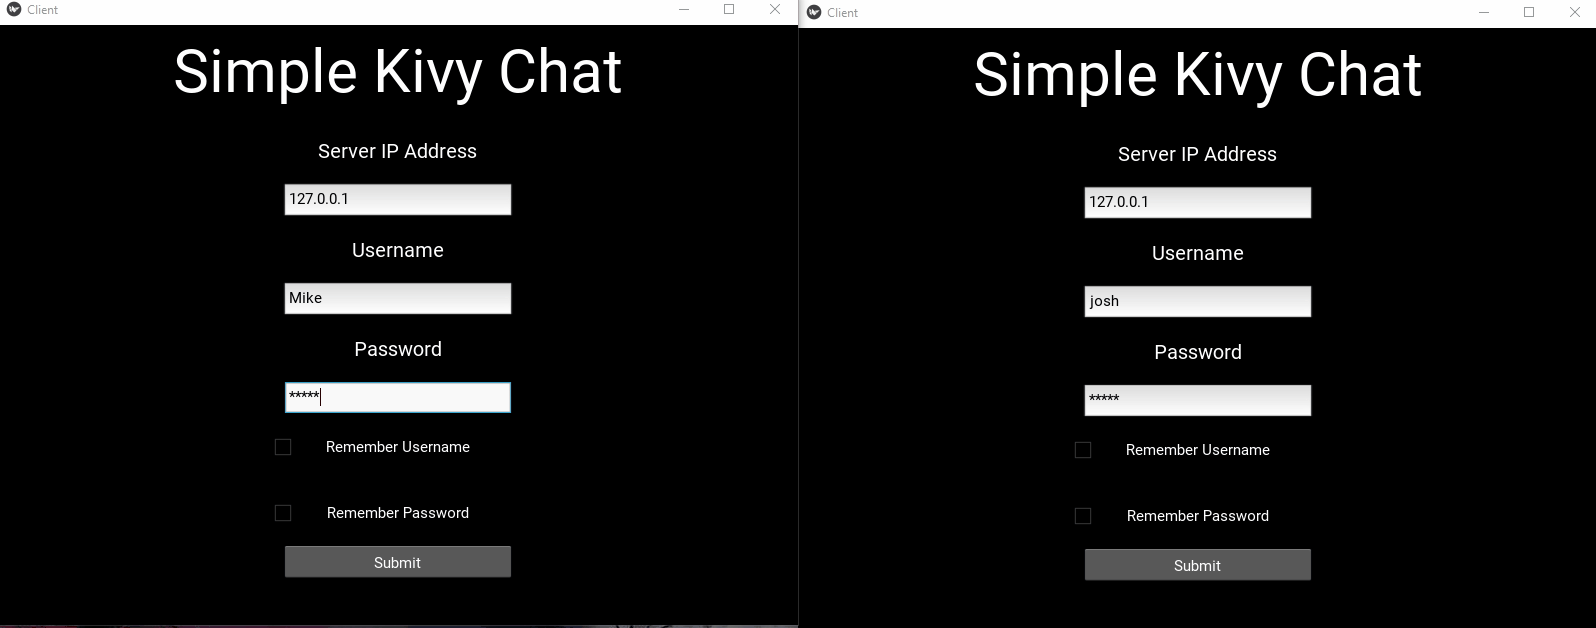 Client
Simple Kivy Chat
Server IP Address
127.0.0.1
Username
Mike
Password
*****
Remember Username
Remember Password
Submit
Client
Simple Kivy Chat
Server IP Address
127.0.0.1
Username
josh
Password
*****
Remember Username
Remember Password
Submit